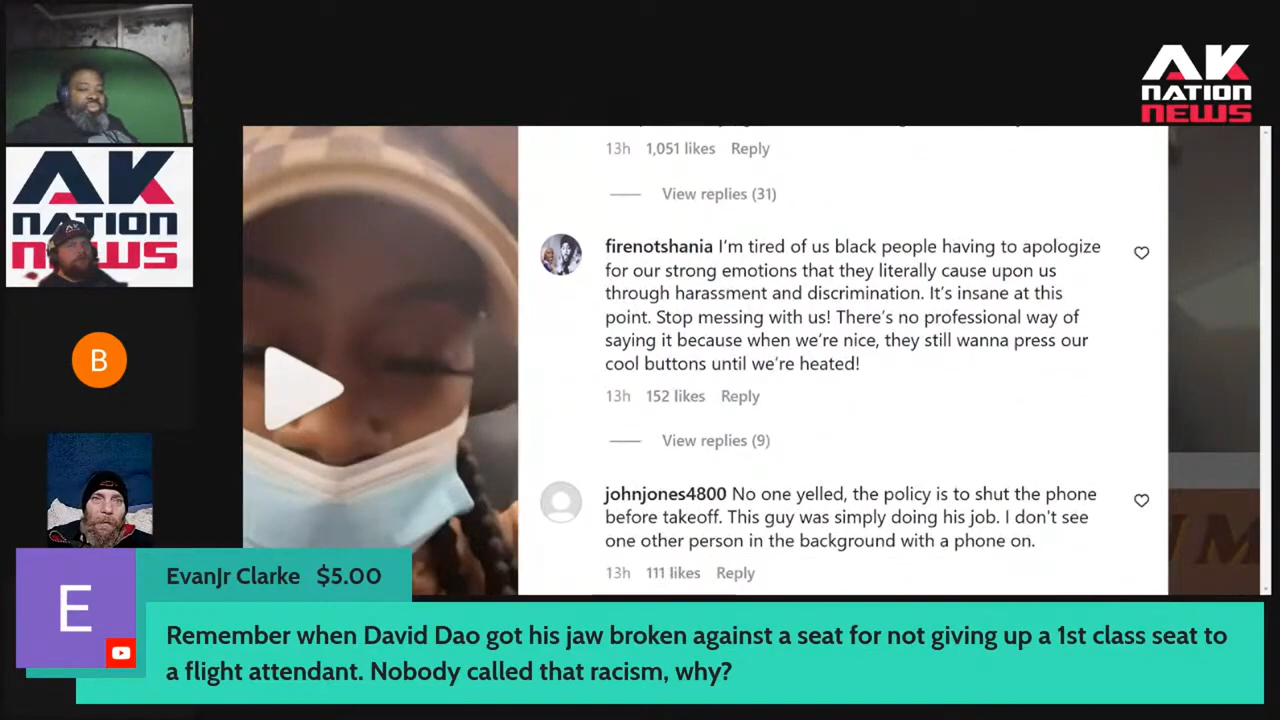 AK
NATION
NEWS
AK
NATION
NEWS
B
13h 1,051 likes Reply
View replies (31)
firenotshania I'm tired of us black people having to apologize
for our strong emotions that they literally cause upon us
through harassment and discrimination. It's insane at this
point. Stop messing with us! There's no professional way of
saying it because when we're nice, they still wanna press our
cool buttons until we're heated!
13h 152 likes Reply
View replies (9)
johnjones4800 No one yelled, the policy is to shut the phone
before takeoff. This guy was simply doing his job. I don't see
one other person in the background with a phone on.
13h 111 likes Reply
E
EvanJr Clarke $5.00
Remember when David Dao got his jaw broken against a seat for not giving up a 1st class seat to
a flight attendant. Nobody called that racism, why?